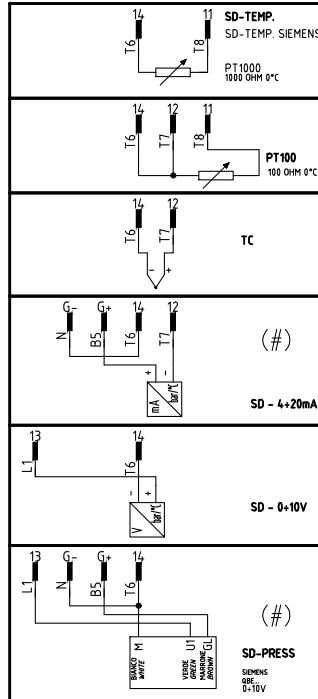 14 11 SD-TEMP.
SD-TEMP. SIEMENS
T6 T8
PT1000
1000 OHM 0°C
14 12 11
T6 T7 T8
PT100
100 OHM 0°C
14 12
T6 T7
TC
- +
G- G+ 14 12
N B5 T6 T7
(#)
+ -
mA bar/°C
SD - 4÷20mA
13 14
L1 T6
- +
V bar/°C
SD - 0÷10V
13 G- G+ 14
L1 N B5 T6
(#)
M U1 GL
BIANCO VERDE MARRONE
WHITE GREEN BROWN
SD-PRESS
SIEMENS
QBE...
0÷10V